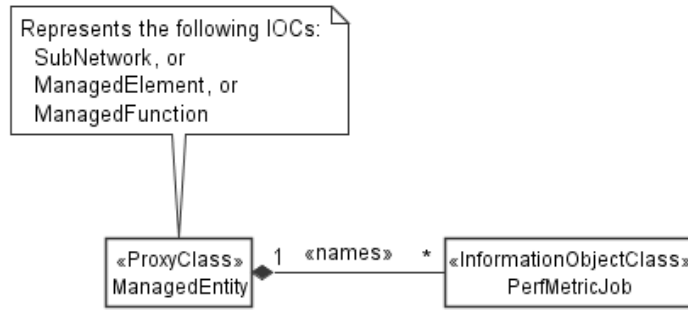 Represents the following IOCs:
SubNetwork, or
ManagedElement, or
ManagedFunction
«ProxyClass»
ManagedEntity
1 «names» *
«InformationObjectClass»
PerfMetricJob